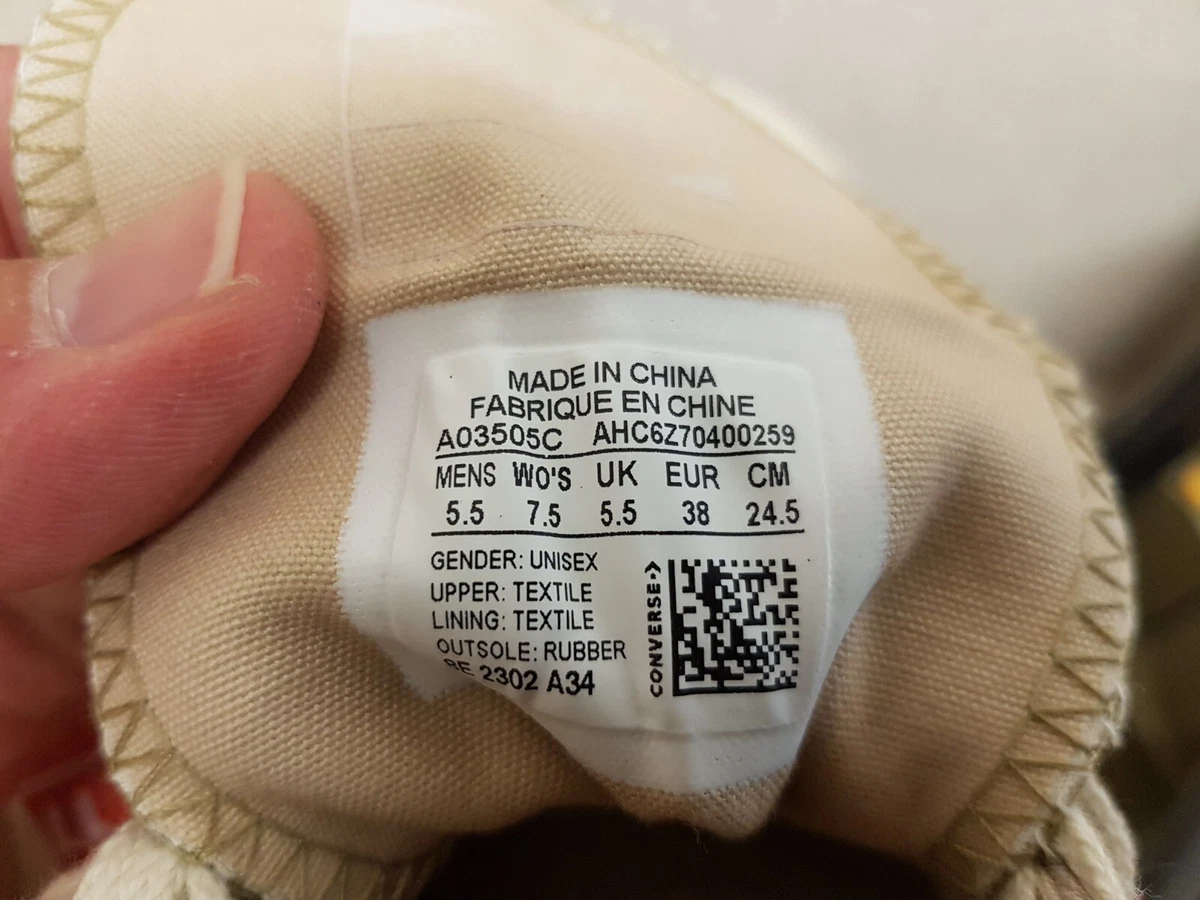 MADE IN CHINA
FABRIQUE EN CHINE
A03505C AHC6Z70400259
MENS WO'S UK EUR CM
5.5 7.5 5.5 38 24.5
GENDER: UNISEX
UPPER: TEXTILE
LINING: TEXTILE
OUTSOLE: RUBBER
2302 A34
CONVERSE